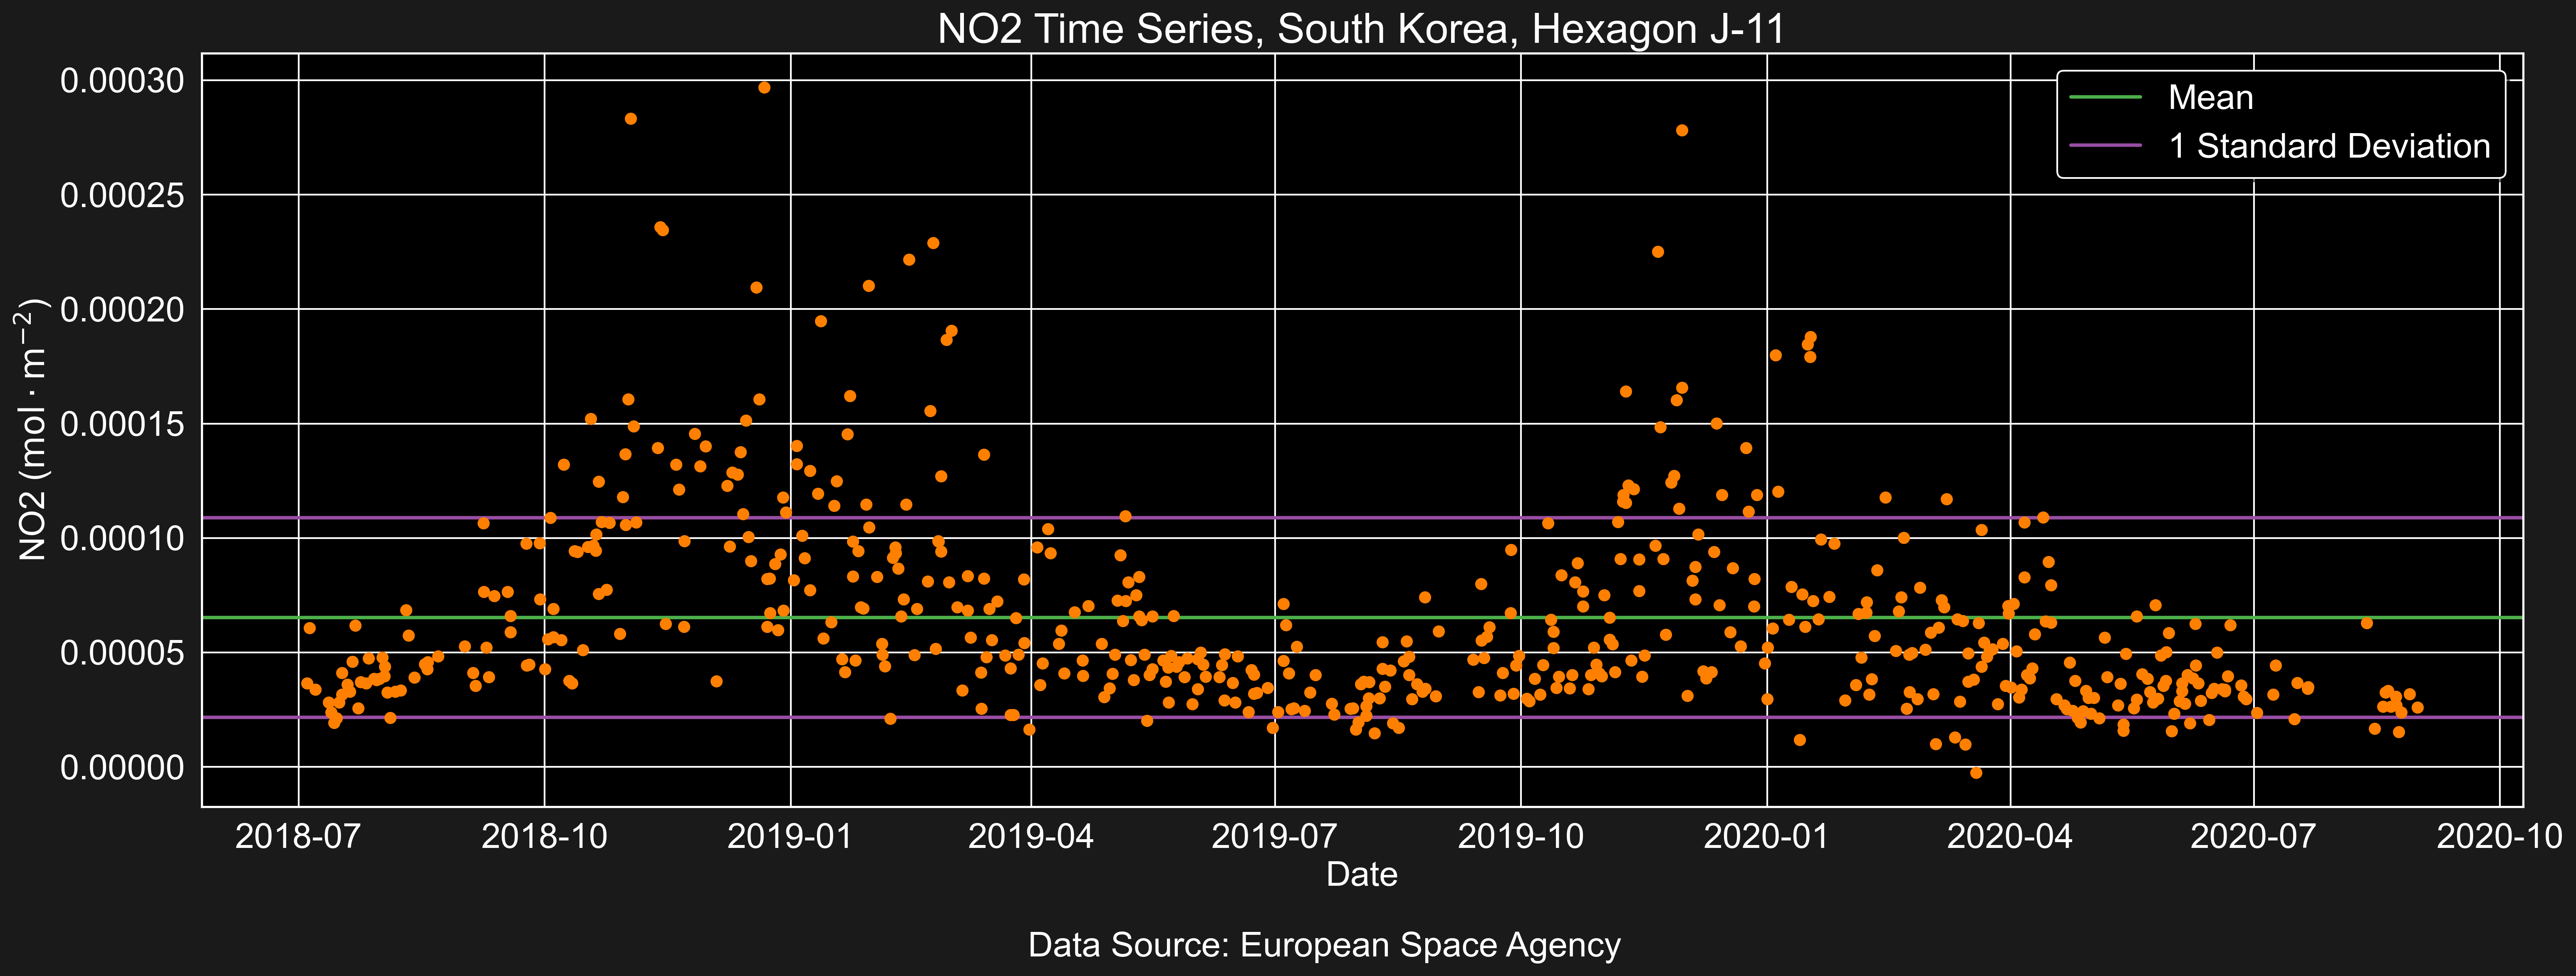 NO2 Time Series, South Korea, Hexagon J-11
Mean
1 Standard Deviation
NO2 (mol · m⁻²)
0.00030
0.00025
0.00020
0.00015
0.00010
0.00005
0.00000
2018-07 2018-10 2019-01 2019-04 2019-07 2019-10 2020-01 2020-04 2020-07 2020-10
Date
Data Source: European Space Agency